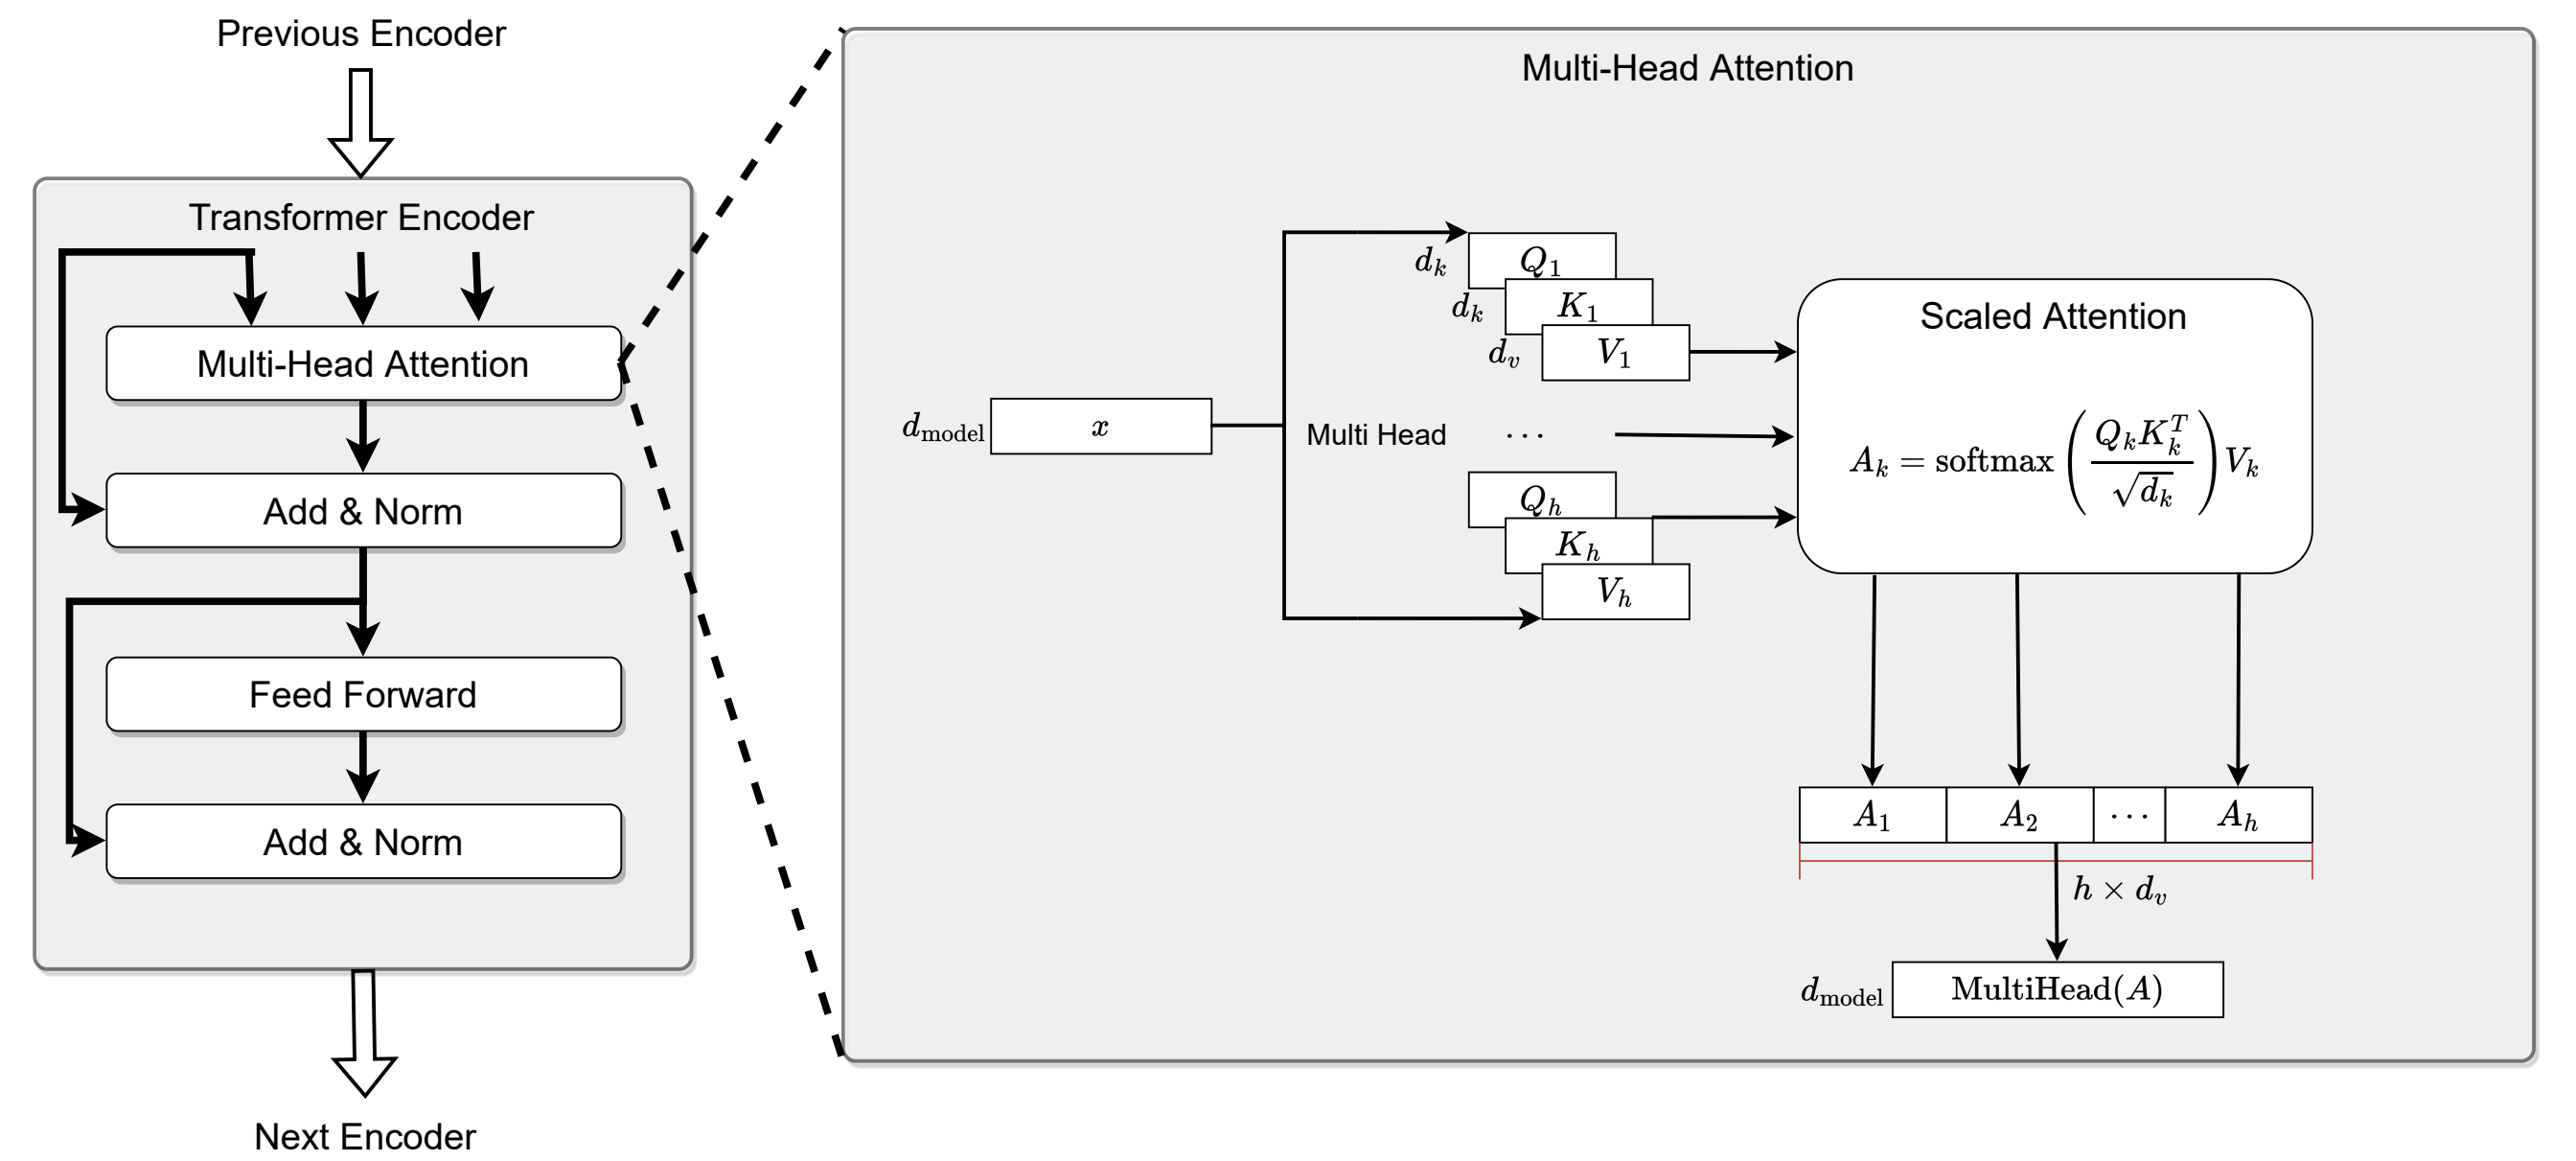 Previous Encoder
Transformer Encoder
Multi-Head Attention
Add & Norm
Feed Forward
Add & Norm
Next Encoder
Multi-Head Attention
d_model
x
Multi Head
d_k
Q_1
d_k
K_1
d_v
V_1
...
Q_h
K_h
V_h
Scaled Attention
A_k = softmax(Q_k K_k^T / √d_k) V_k
A_1 A_2 ... A_h
h × d_v
d_model
MultiHead(A)